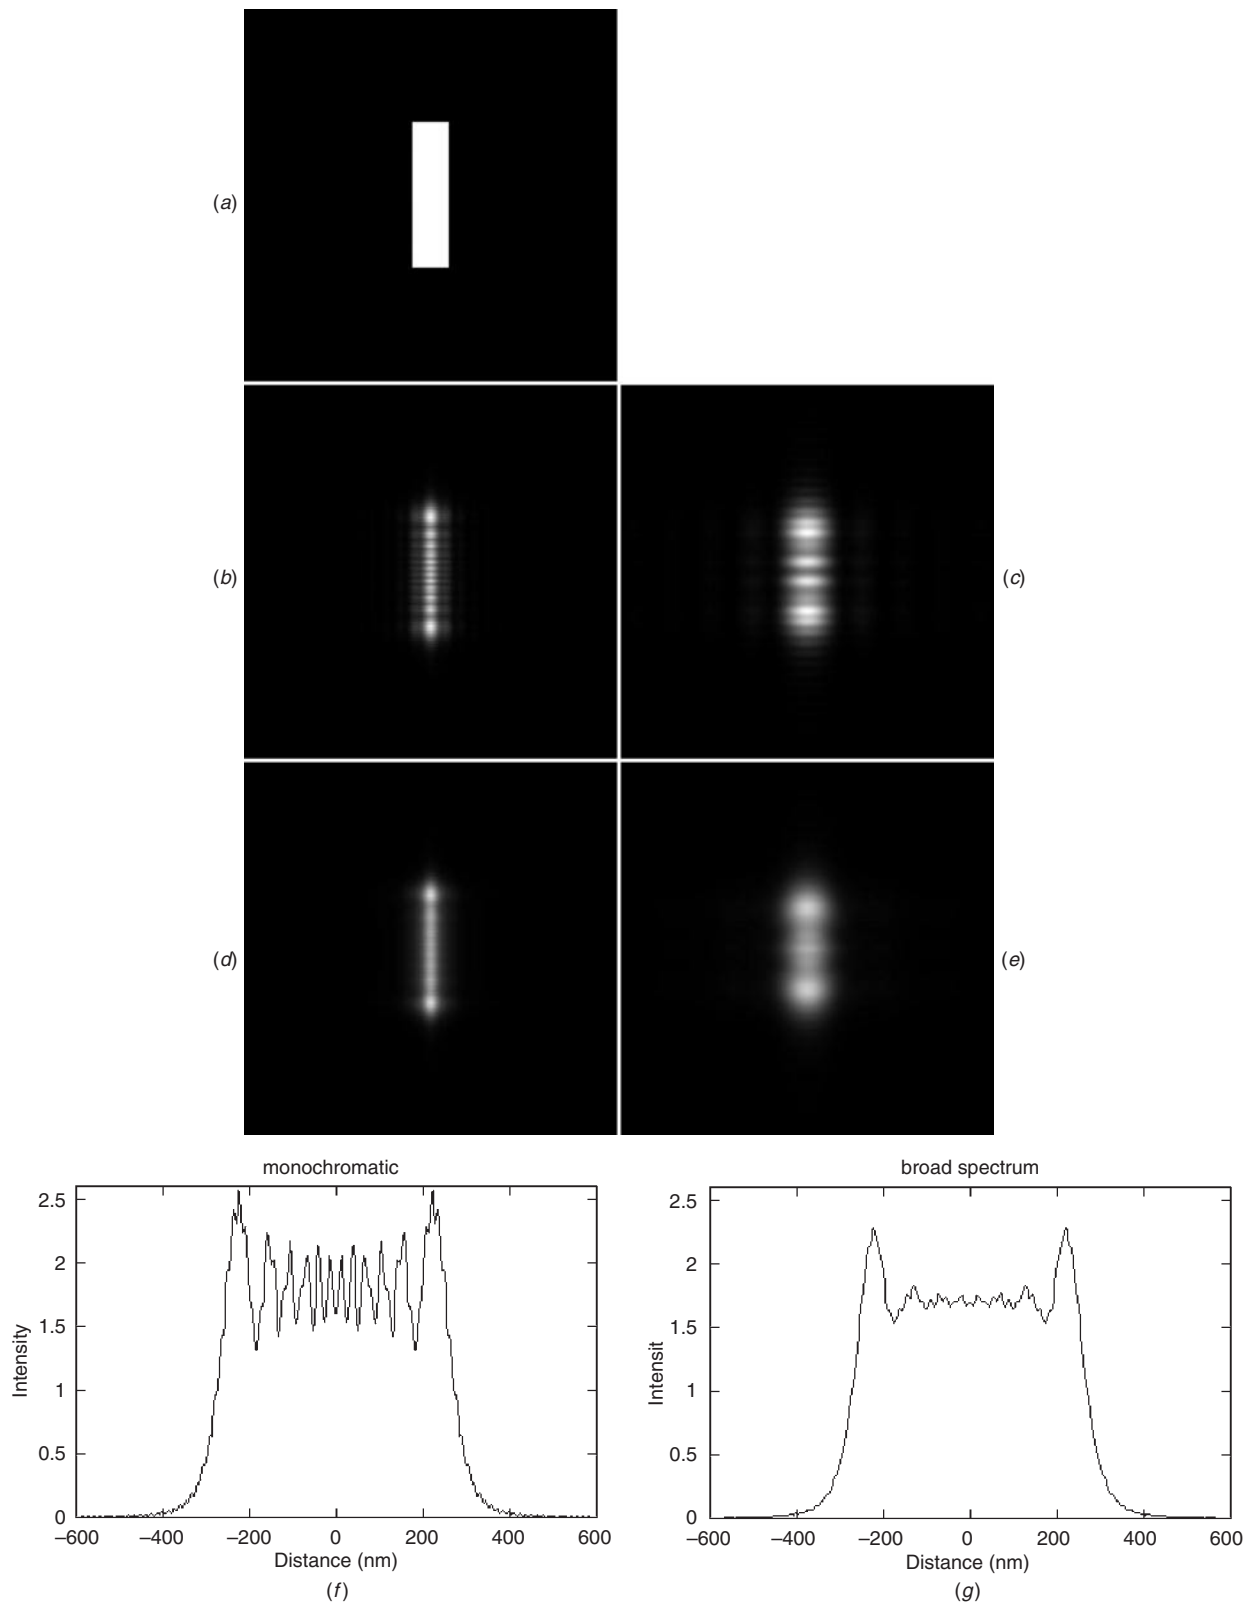 (a)
(b)
(c)
(d)
(e)
monochromatic
2.5
2
1.5
1
0.5
0
Intensity
–600
–400
–200
0
200
400
600
Distance (nm)
(f)
broad spectrum
2.5
2
1.5
1
0.5
0
Intensit
–600
–400
–200
0
200
400
600
Distance (nm)
(g)